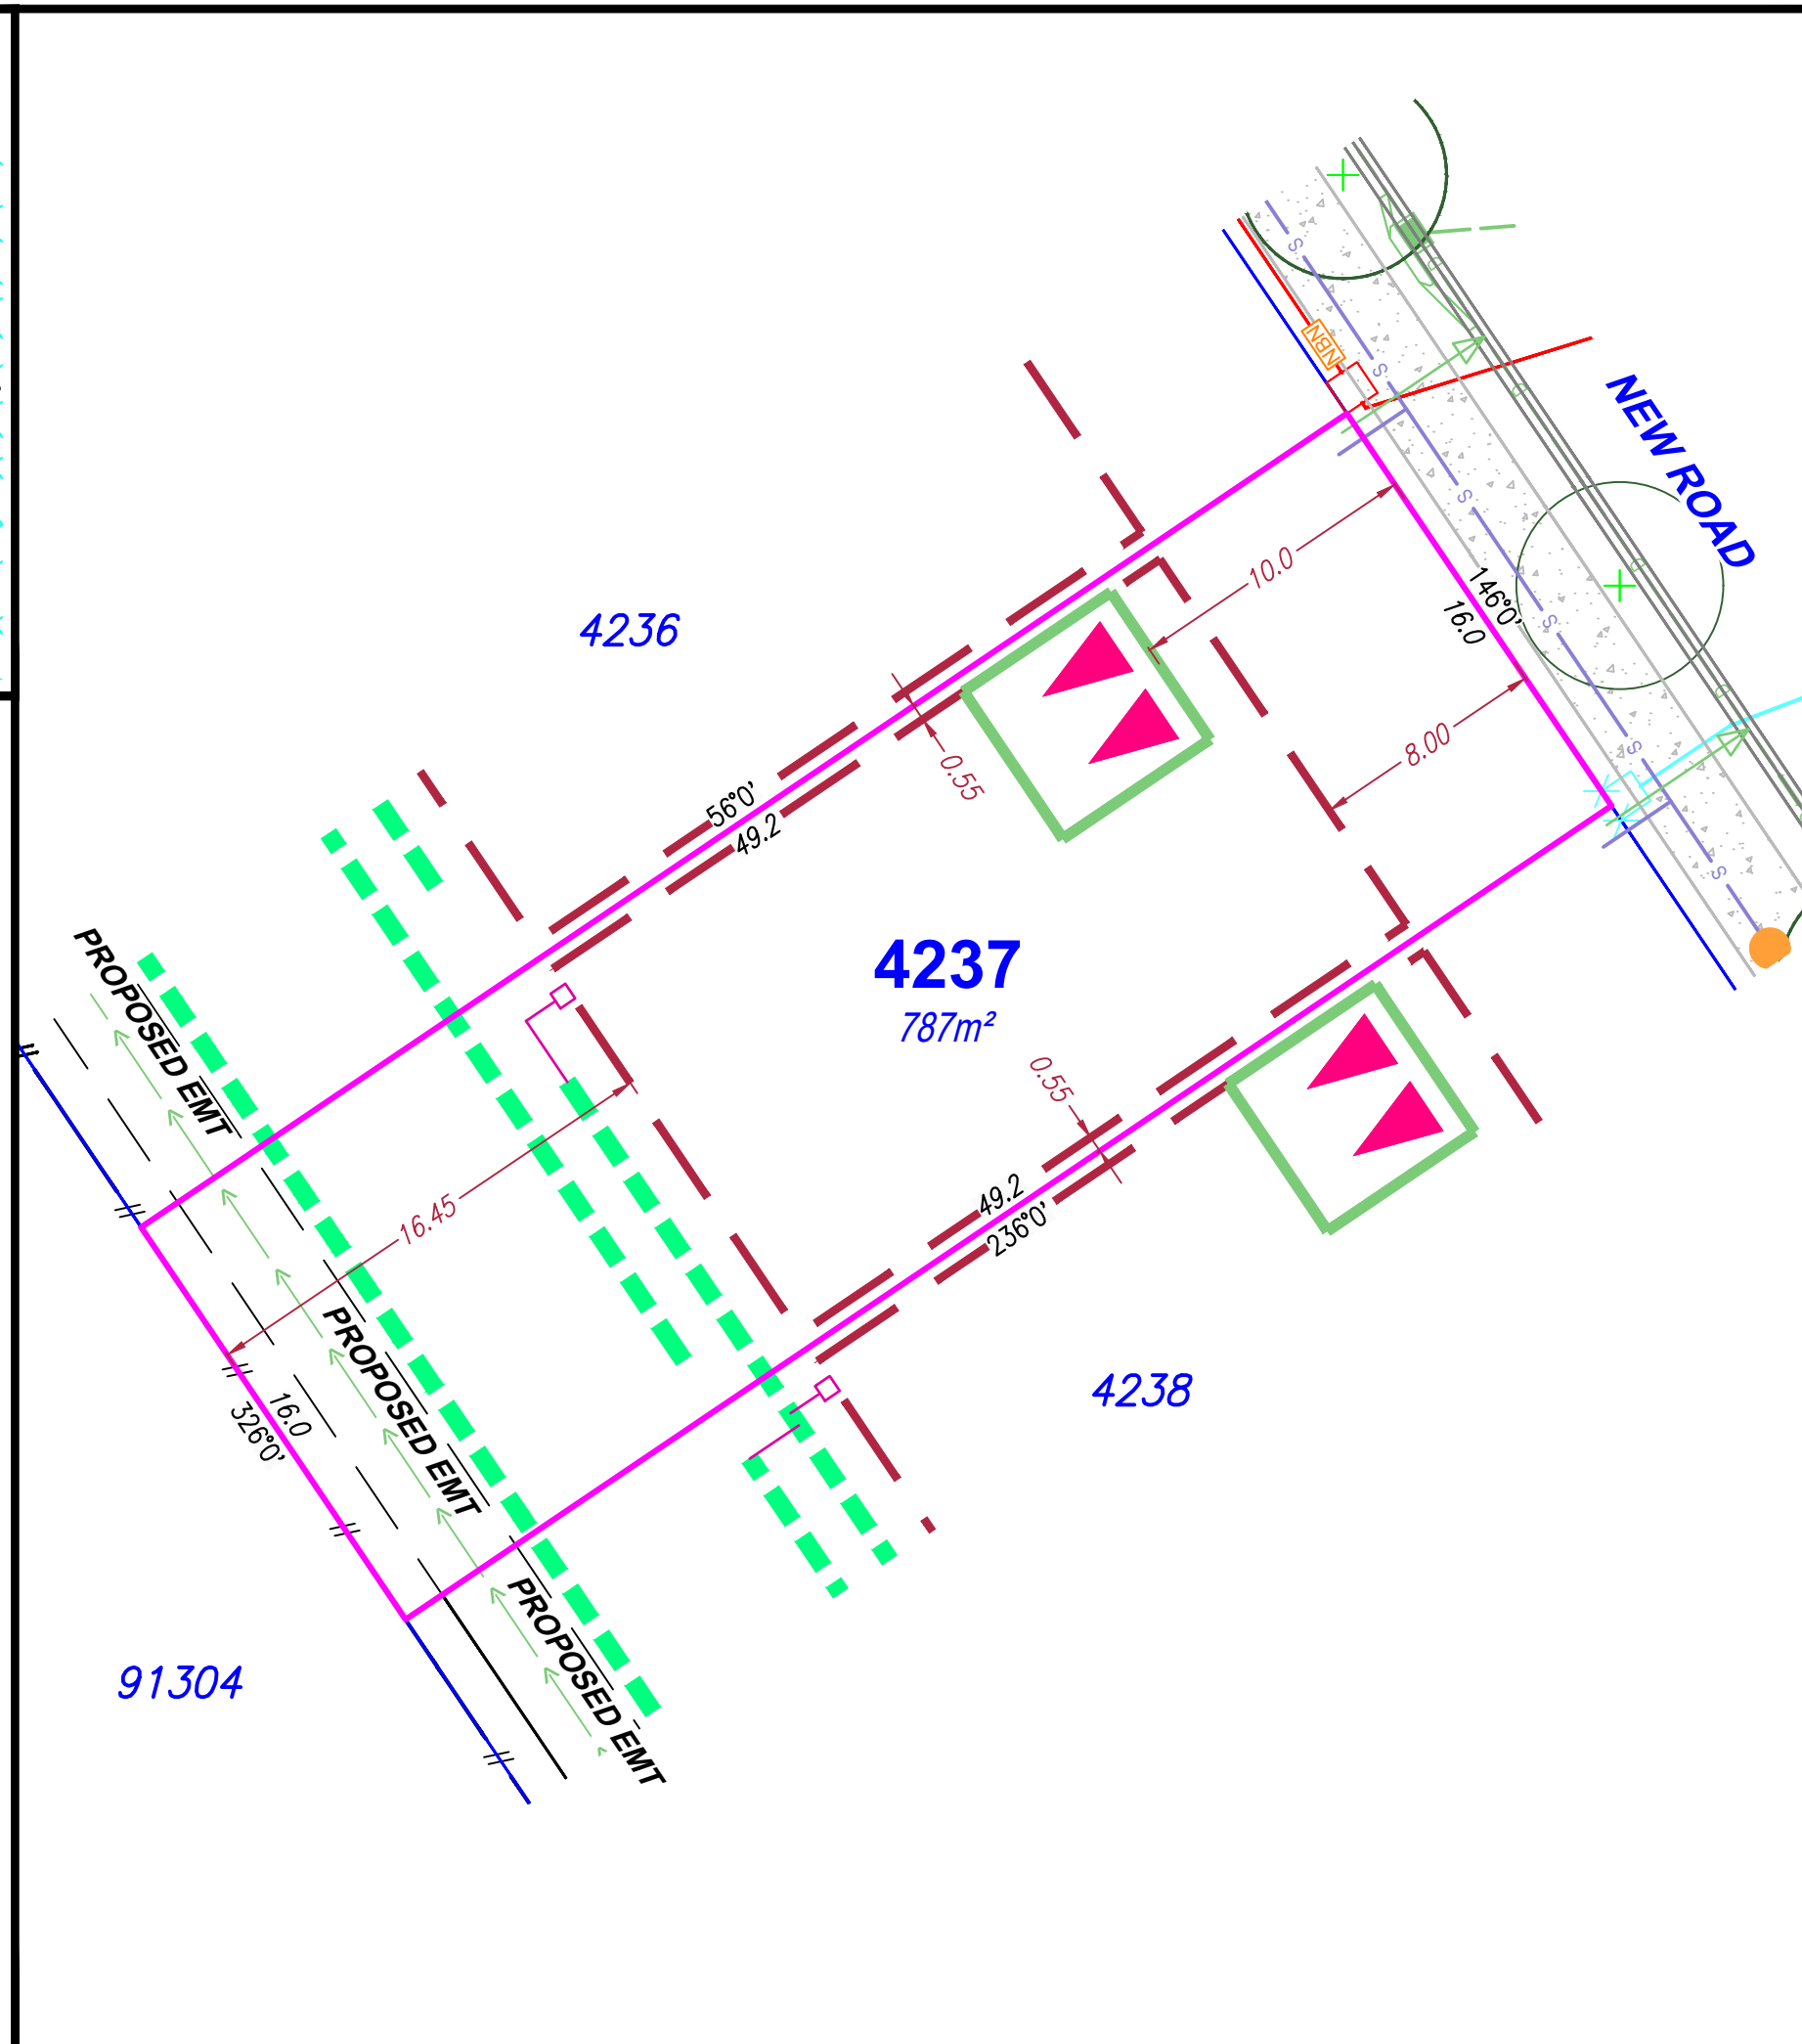 NBN
NEW ROAD
S
S
S
S
S
S
4236
10.0
146°0'
16.0
8.00
0.55
56°0'
49.2
4237
787m²
PROPOSED EMT
0.55
49.2
236°0'
16.45
PROPOSED EMT
4238
16.0
326°0'
PROPOSED EMT
91304